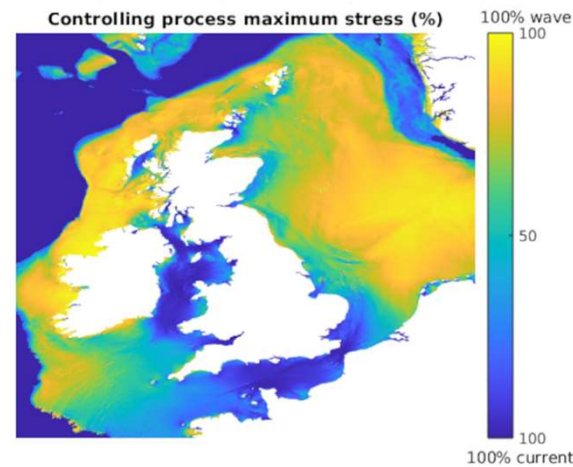 Controlling process maximum stress (%)
100% wave
100
50
100
100% current